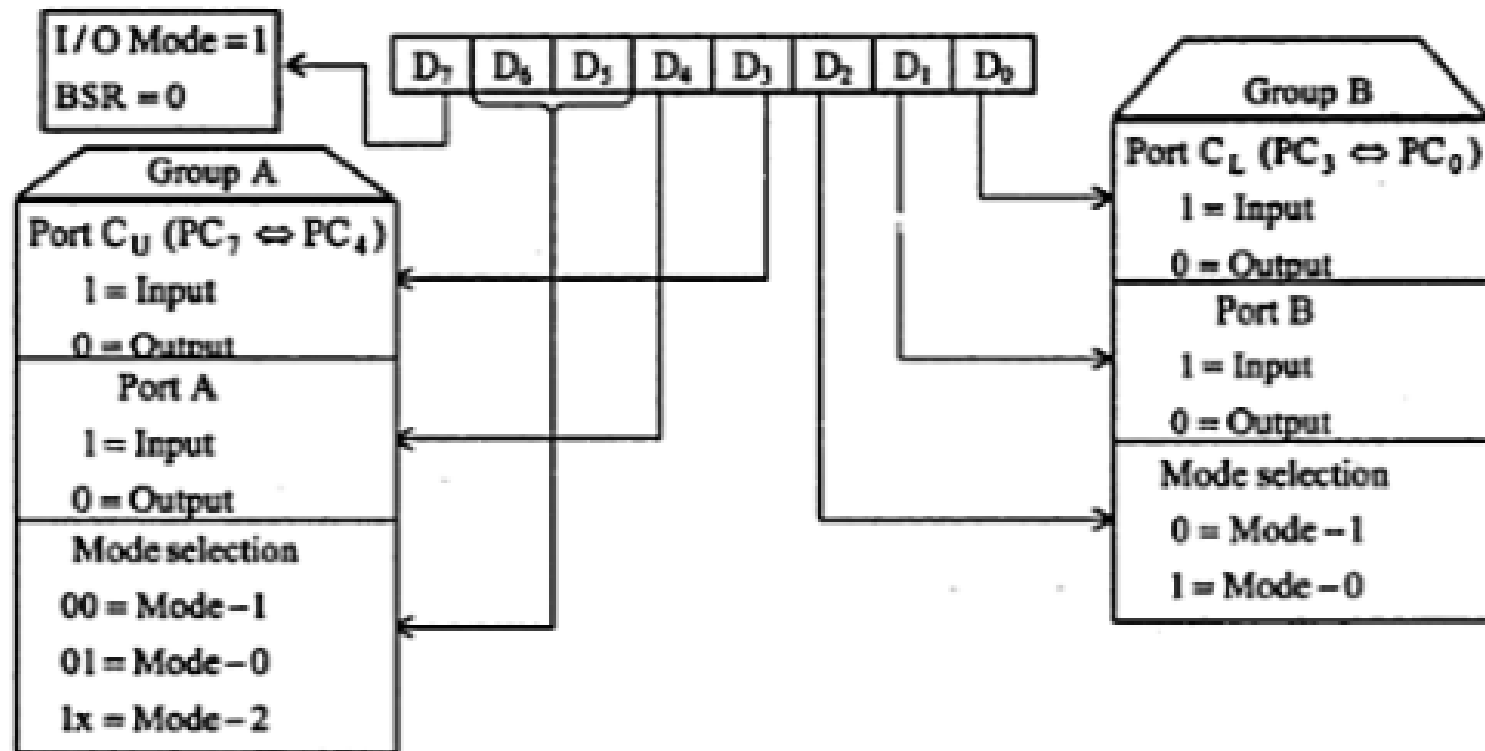 I/O Mode = 1
BSR = 0
D₇ D₆ D₅ D₄ D₃ D₂ D₁ D₀
Group A
Port C_U (PC₇ ⇔ PC₄)
1 = Input
0 = Output
Port A
1 = Input
0 = Output
Mode selection
00 = Mode – 1
01 = Mode – 0
1x = Mode – 2
Group B
Port C_L (PC₃ ⇔ PC₀)
1 = Input
0 = Output
Port B
1 = Input
0 = Output
Mode selection
0 = Mode – 1
1 = Mode – 0